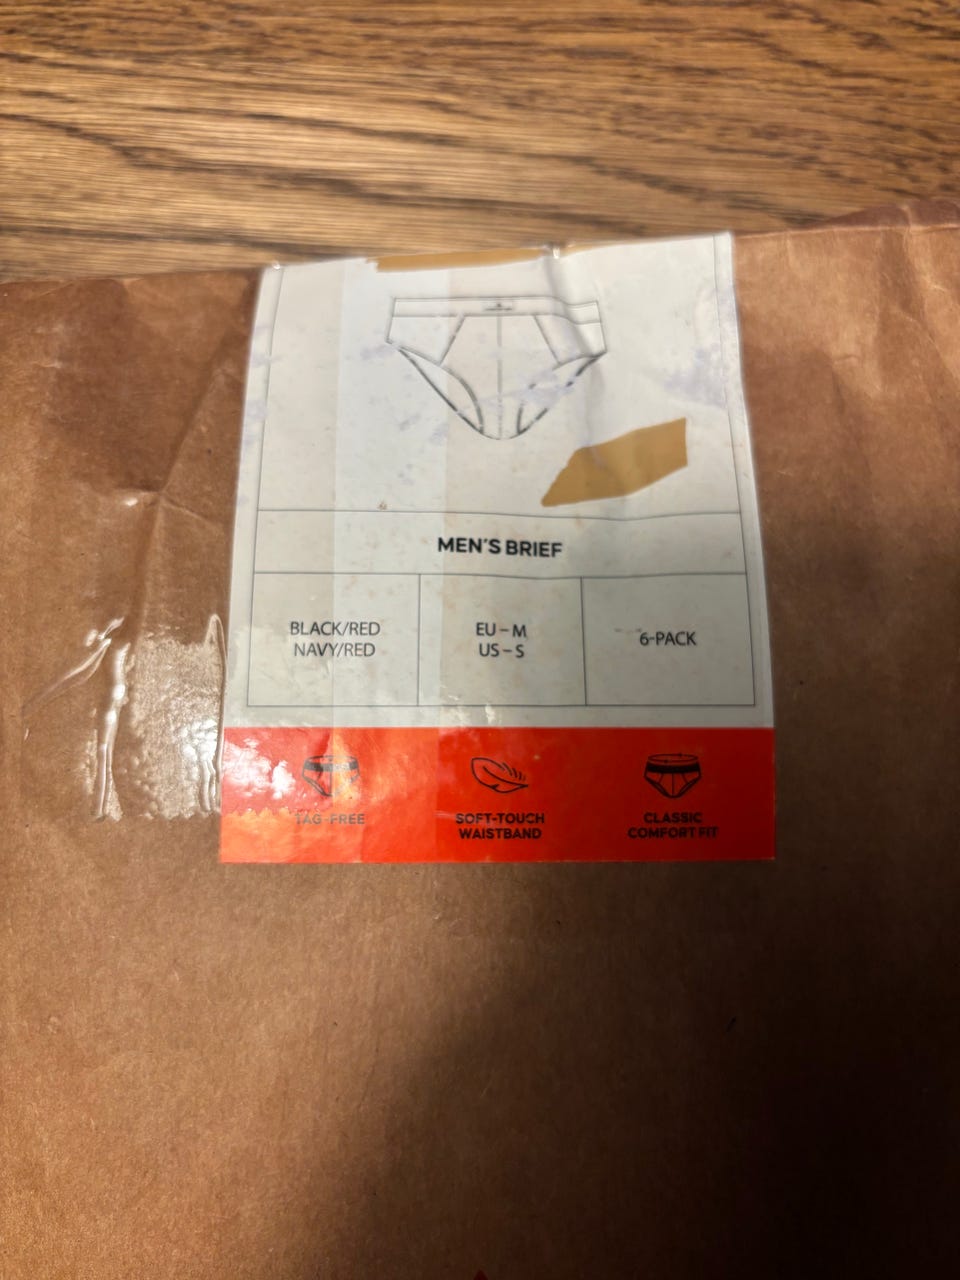 MEN'S BRIEF
BLACK/RED
NAVY/RED
EU – M
US – S
6-PACK
TAG-FREE
SOFT-TOUCH
WAISTBAND
CLASSIC
COMFORT FIT